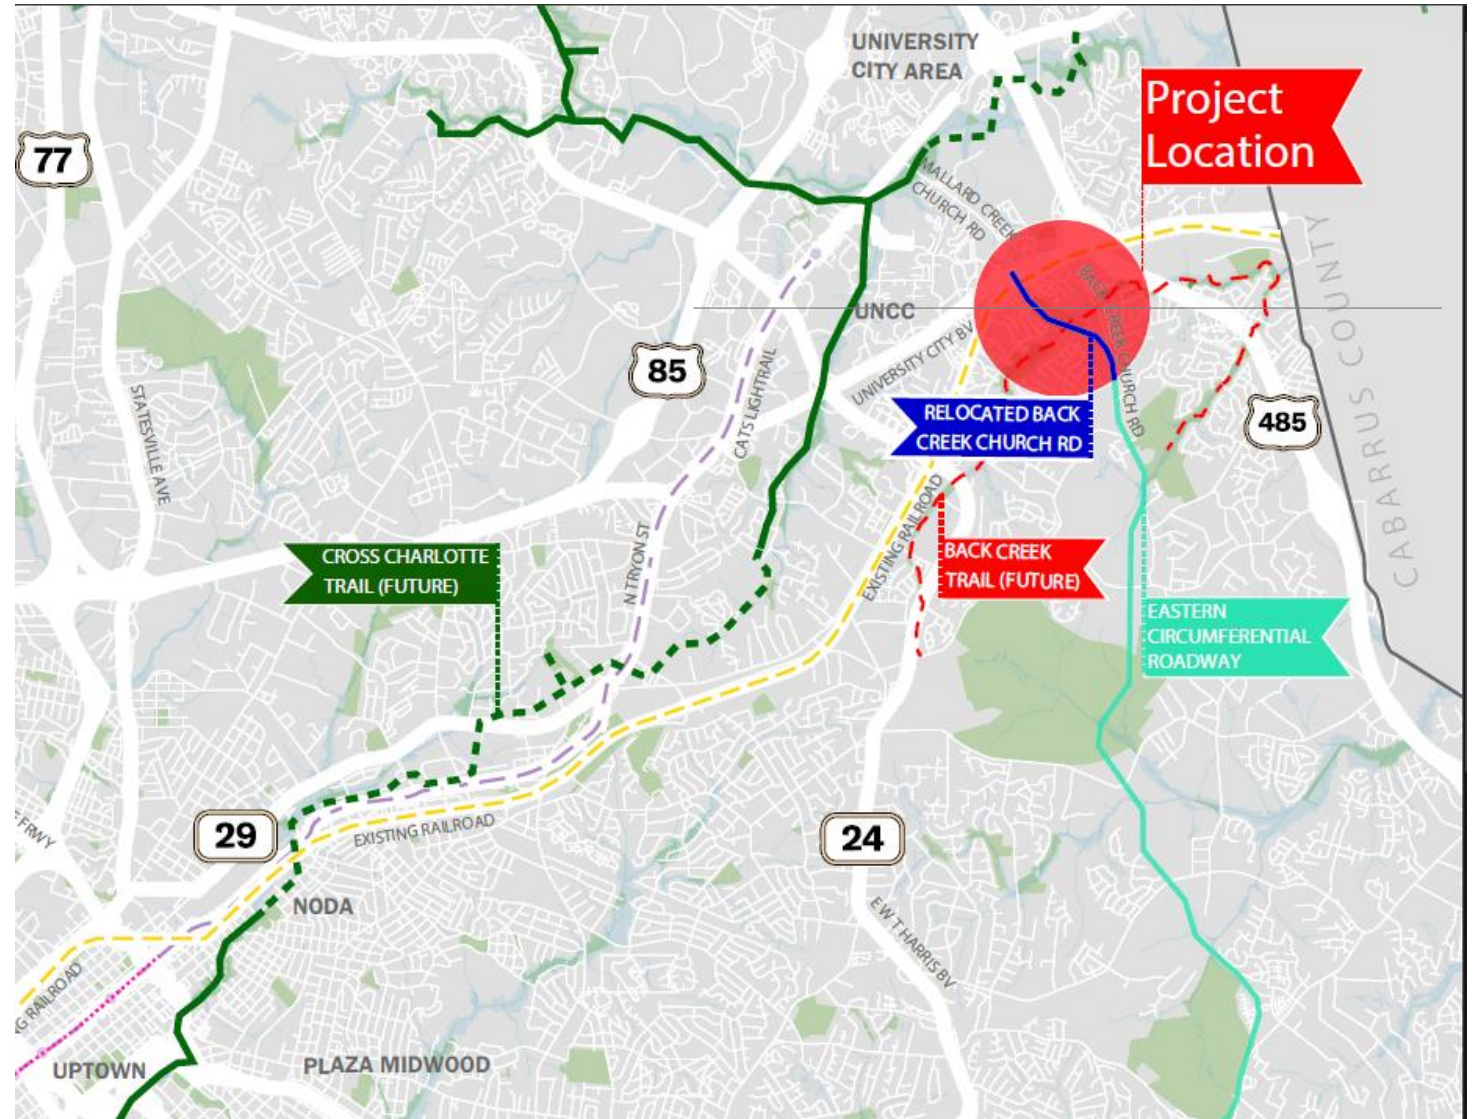 UNIVERSITY
CITY AREA
Project
Location
77
MALLARD CREEK
CHURCH RD
BACK CREEK CHURCH RD
CABARRUS COUNTY
UNCC
UNIVERSITY CITY BV
85
CATS LIGHTRAIL
STATESVILLE AVE
RELOCATED BACK
CREEK CHURCH RD
485
EXISTING RAILROAD
N TRYON ST
CROSS CHARLOTTE
TRAIL (FUTURE)
BACK CREEK
TRAIL (FUTURE)
EASTERN
CIRCUMFERENTIAL
ROADWAY
29
EXISTING RAILROAD
24
FRWY
NODA
E W T HARRIS BV
RAILROAD
UPTOWN
PLAZA MIDWOOD